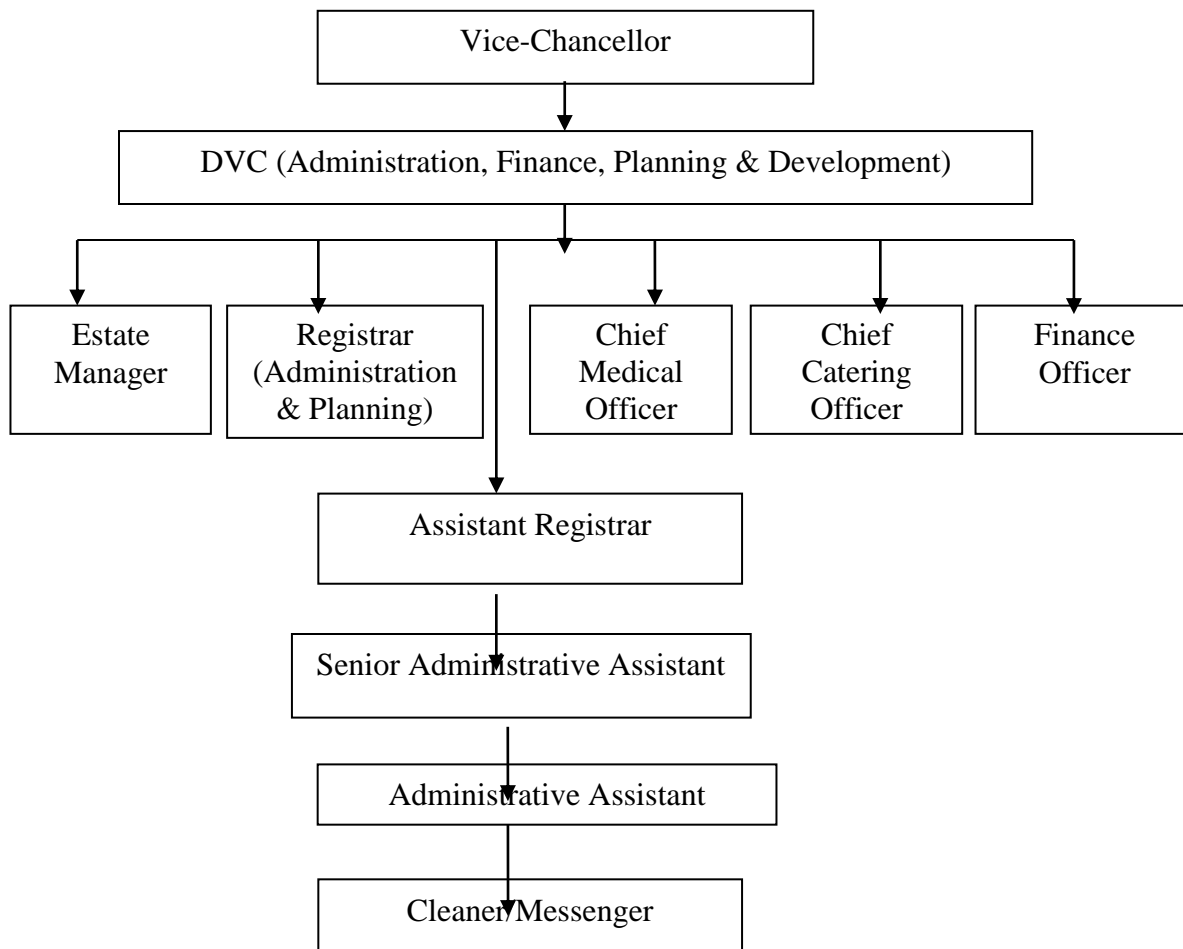 Vice-Chancellor
DVC (Administration, Finance, Planning & Development)
Estate
Manager
Registrar
(Administration
& Planning)
Chief
Medical
Officer
Chief
Catering
Officer
Finance
Officer
Assistant Registrar
Senior Administrative Assistant
Administrative Assistant
Cleaner/Messenger